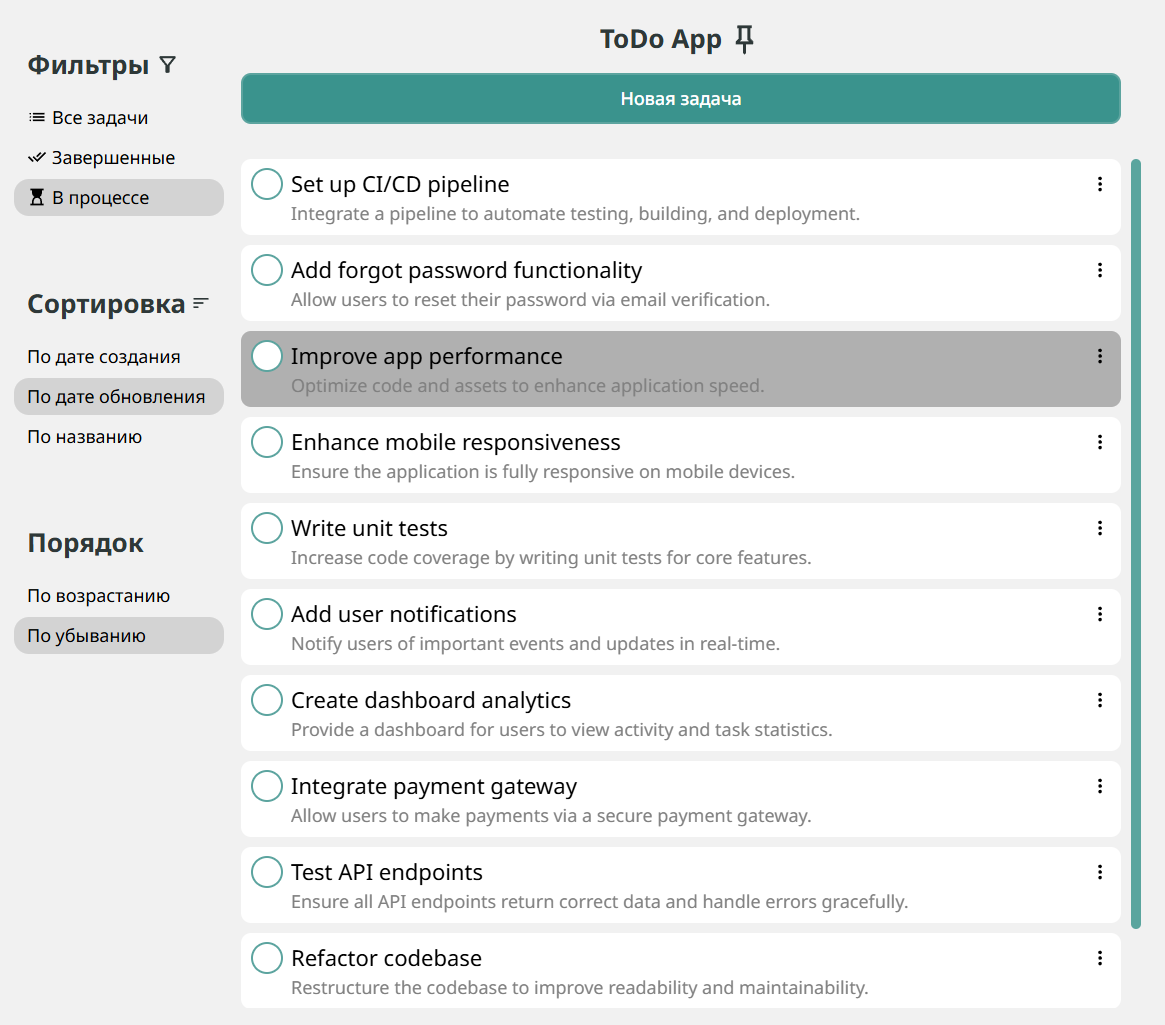 Фильтры
Все задачи
Завершенные
В процессе
Сортировка
По дате создания
По дате обновления
По названию
Порядок
По возрастанию
По убыванию
ToDo App
Новая задача
Set up CI/CD pipeline
Integrate a pipeline to automate testing, building, and deployment.
Add forgot password functionality
Allow users to reset their password via email verification.
Improve app performance
Optimize code and assets to enhance application speed.
Enhance mobile responsiveness
Ensure the application is fully responsive on mobile devices.
Write unit tests
Increase code coverage by writing unit tests for core features.
Add user notifications
Notify users of important events and updates in real-time.
Create dashboard analytics
Provide a dashboard for users to view activity and task statistics.
Integrate payment gateway
Allow users to make payments via a secure payment gateway.
Test API endpoints
Ensure all API endpoints return correct data and handle errors gracefully.
Refactor codebase
Restructure the codebase to improve readability and maintainability.